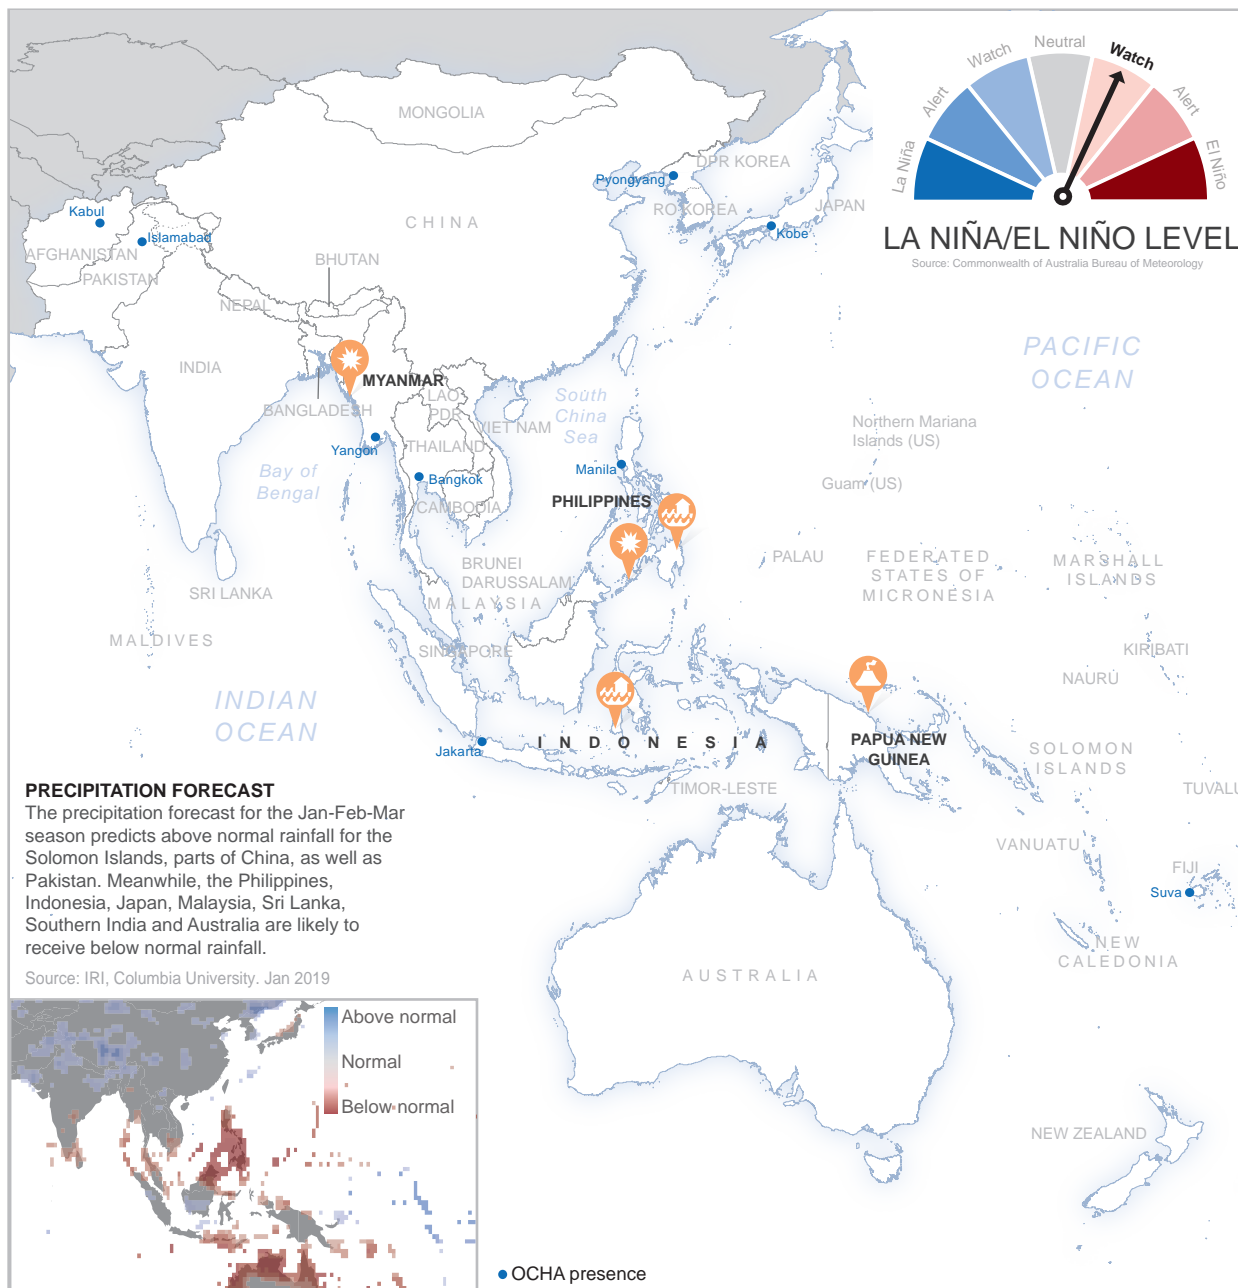 Neutral
Watch
Watch
Alert
Alert
La Niña
El Niño
LA NIÑA/EL NIÑO LEVEL
Source: Commonwealth of Australia Bureau of Meteorology
MONGOLIA
DPR KOREA
Pyongyang
RO KOREA
JAPAN
Kobe
CHINA
Kabul
Islamabad
AFGHANISTAN
PAKISTAN
BHUTAN
NEPAL
INDIA
PACIFIC
OCEAN
MYANMAR
BANGLADESH
LAO
PDR
VIET NAM
South
China
Sea
Northern Mariana
Islands (US)
Yangon
THAILAND
Bay of
Bengal
Bangkok
Manila
Guam (US)
CAMBODIA
PHILIPPINES
BRUNEI
DARUSSALAM
MALAYSIA
PALAU
FEDERATED
STATES OF
MICRONESIA
MARSHALL
ISLANDS
SRI LANKA
MALDIVES
SINGAPORE
KIRIBATI
NAURU
INDIAN
OCEAN
Jakarta
INDONESIA
PAPUA NEW
GUINEA
SOLOMON
ISLANDS
TIMOR-LESTE
TUVALU
VANUATU
FIJI
Suva
NEW
CALEDONIA
AUSTRALIA
NEW ZEALAND
PRECIPITATION FORECAST
The precipitation forecast for the Jan-Feb-Mar
season predicts above normal rainfall for the
Solomon Islands, parts of China, as well as
Pakistan. Meanwhile, the Philippines,
Indonesia, Japan, Malaysia, Sri Lanka,
Southern India and Australia are likely to
receive below normal rainfall.
Source: IRI, Columbia University. Jan 2019
Above normal
Normal
Below normal
OCHA presence